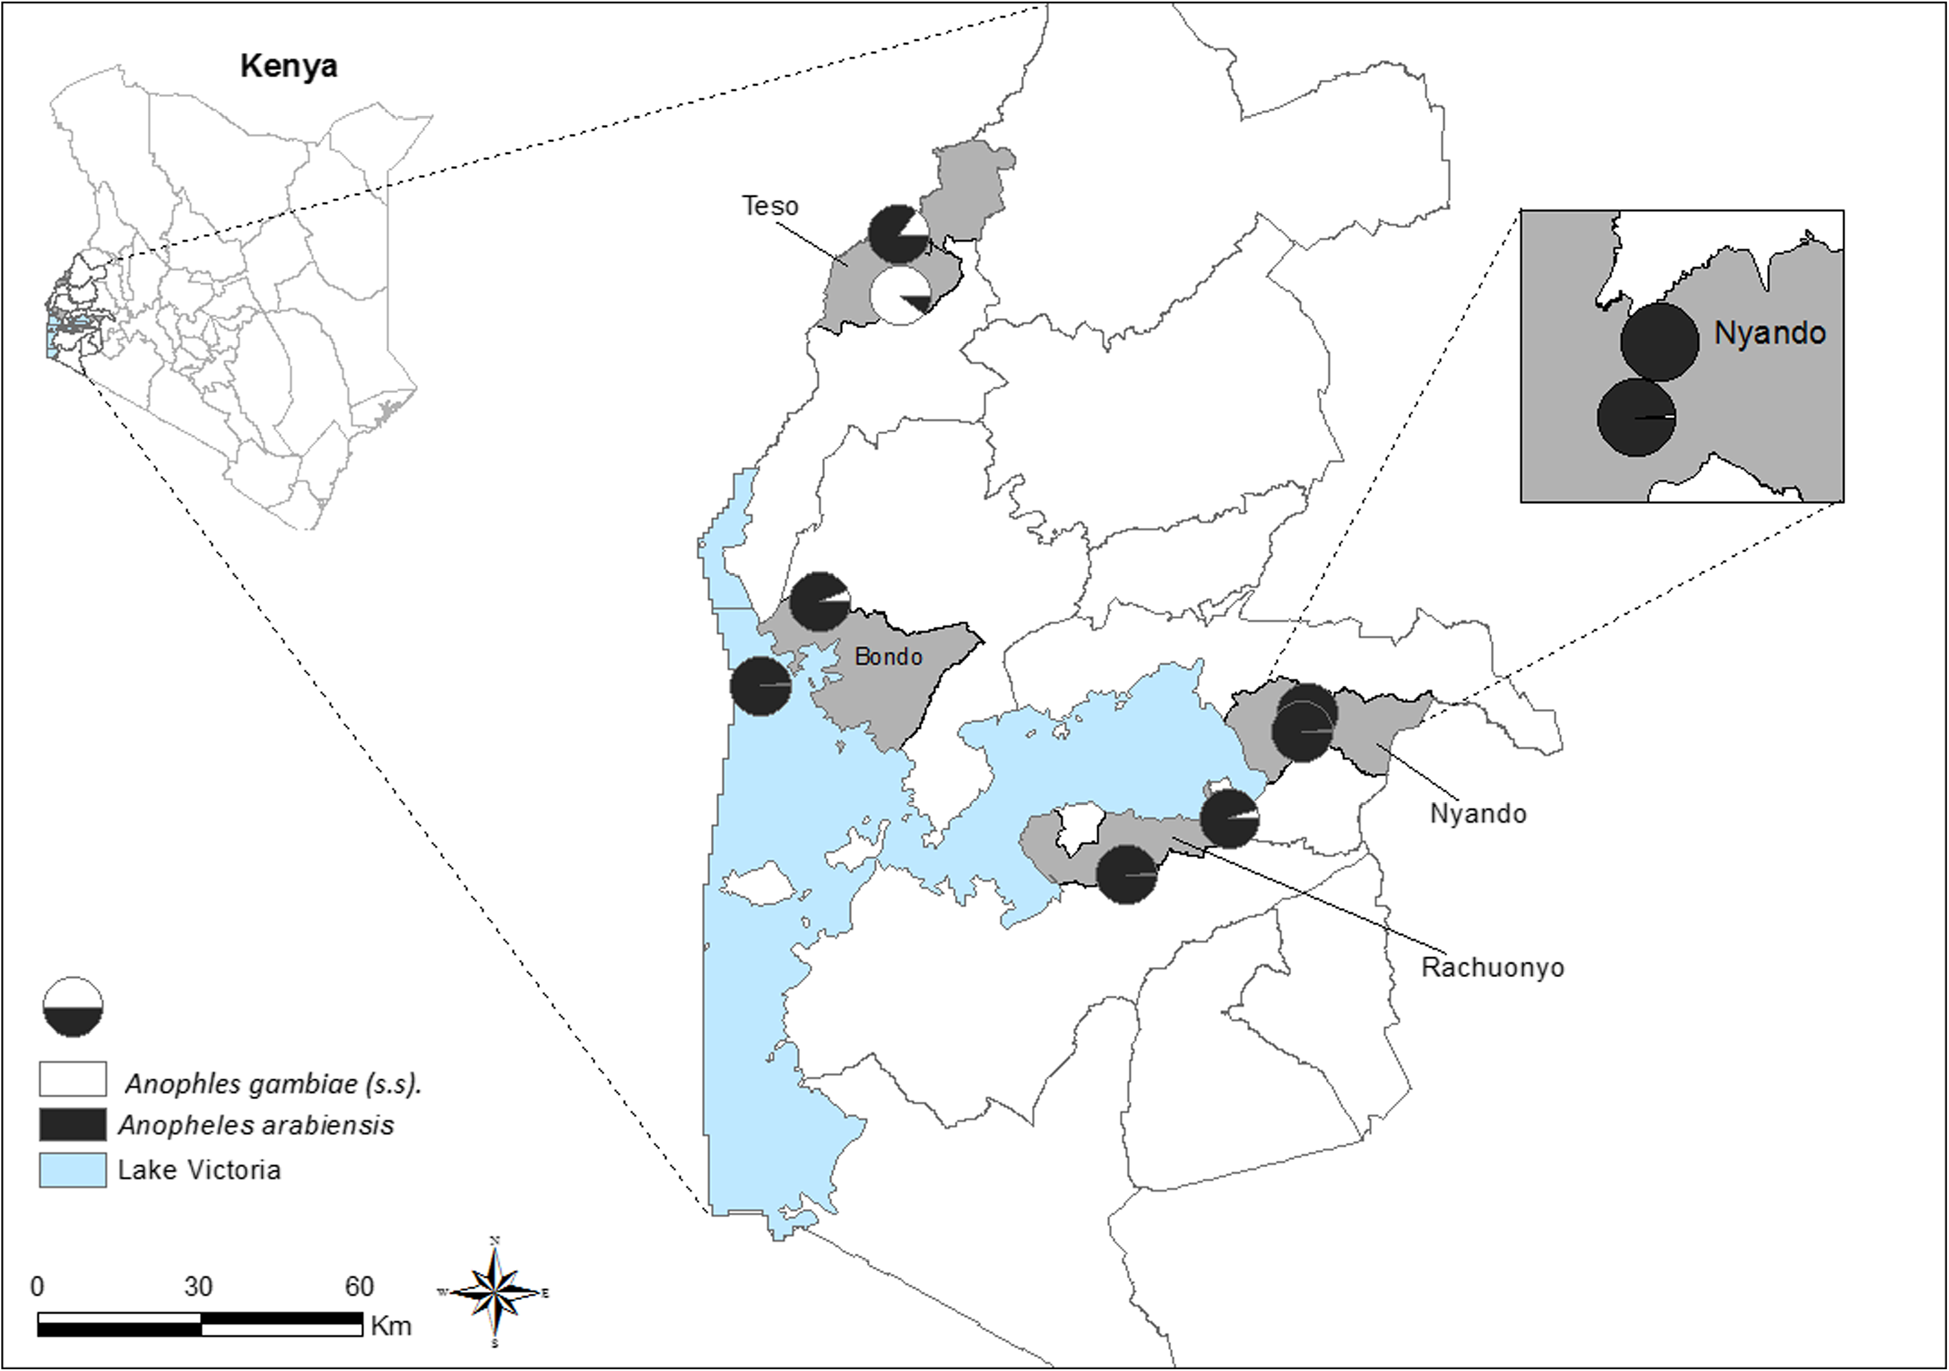 Kenya
Teso
Nyando
Bondo
Nyando
Rachuonyo
Anophles gambiae (s.s).
Anopheles arabiensis
Lake Victoria
0 30 60
Km
N
W E
S